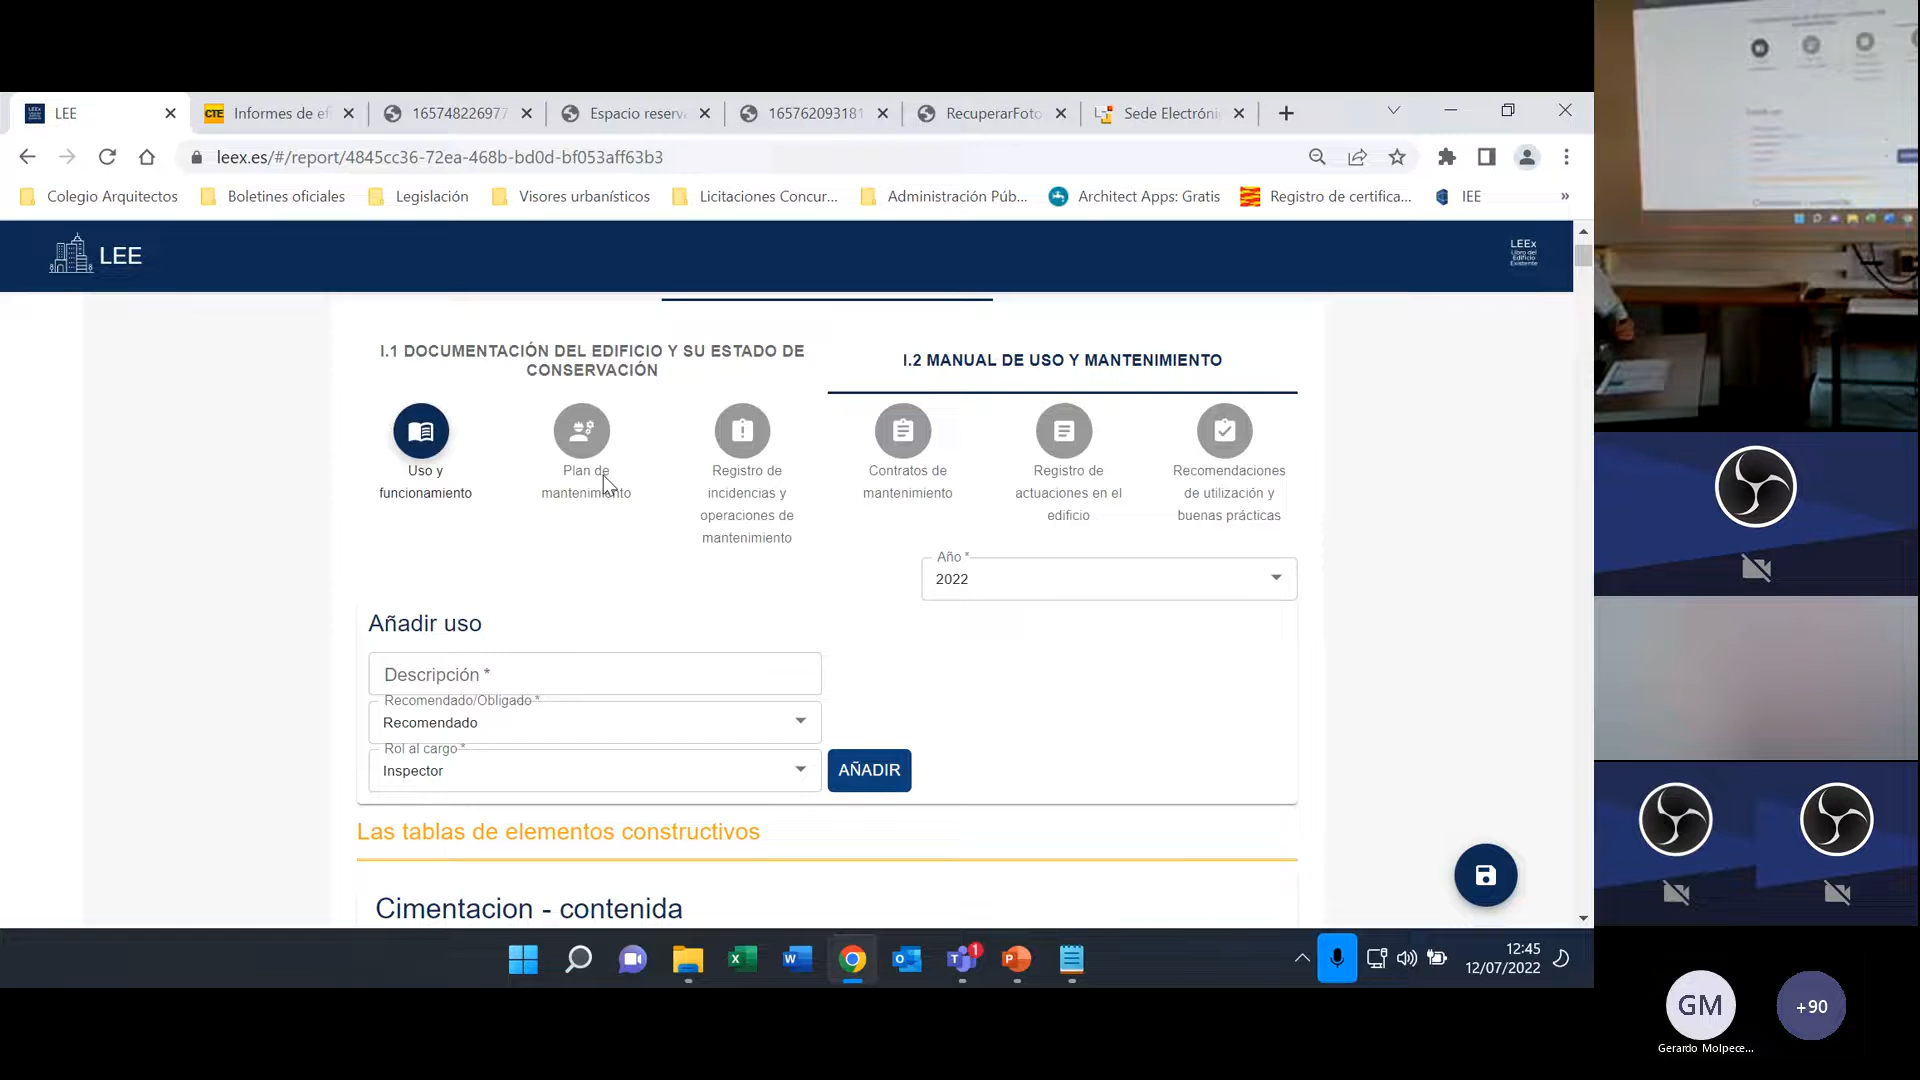 LEE
Informes de ef
165748226977
Espacio reserv
165762093181
RecuperarFoto
Sede Electróni
leex.es/#/report/4845cc36-72ea-468b-bd0d-bf053aff63b3
Colegio Arquitectos
Boletines oficiales
Legislación
Visores urbanísticos
Licitaciones Concur...
Administración Púb...
Architect Apps: Gratis
Registro de certifica...
IEE
»
LEE
LEEx
Libro del
Edificio
Existente
I.1 DOCUMENTACIÓN DEL EDIFICIO Y SU ESTADO DE
CONSERVACIÓN
I.2 MANUAL DE USO Y MANTENIMIENTO
Uso y
funcionamiento
Plan de
mantenimiento
Registro de
incidencias y
operaciones de
mantenimiento
Contratos de
mantenimiento
Registro de
actuaciones en el
edificio
Recomendaciones
de utilización y
buenas prácticas
Año *
2022
Añadir uso
Descripción *
Recomendado/Obligado *
Recomendado
Rol al cargo *
Inspector
AÑADIR
Las tablas de elementos constructivos
Cimentacion - contenida
1
12:45
12/07/2022
GM
+90
Gerardo Molpece...